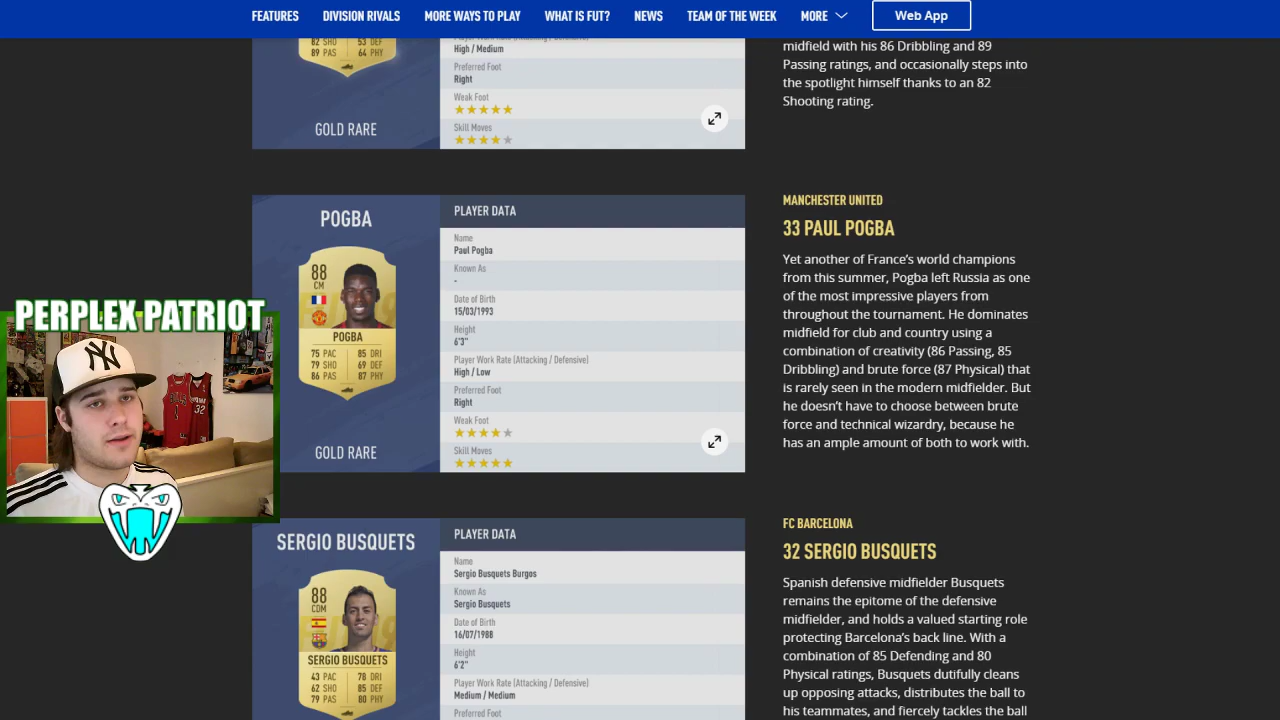 FEATURES DIVISION RIVALS MORE WAYS TO PLAY WHAT IS FUT? NEWS TEAM OF THE WEEK MORE Web App
82 SHO 53 DEF
89 PAS 64 PHY
GOLD RARE
High / Medium
Preferred Foot
Right
Weak Foot
Skill Moves
midfield with his 86 Dribbling and 89
Passing ratings, and occasionally steps into
the spotlight himself thanks to an 82
Shooting rating.
POGBA
88
CM
POGBA
75 PAC 85 DRI
79 SHO 69 DEF
86 PAS 87 PHY
GOLD RARE
PLAYER DATA
Name
Paul Pogba
Known As
-
Date of Birth
15/03/1993
Height
6'3"
Player Work Rate (Attacking / Defensive)
High / Low
Preferred Foot
Right
Weak Foot
Skill Moves
MANCHESTER UNITED
33 PAUL POGBA
Yet another of France's world champions
from this summer, Pogba left Russia as one
of the most impressive players from
throughout the tournament. He dominates
midfield for club and country using a
combination of creativity (86 Passing, 85
Dribbling) and brute force (87 Physical) that
is rarely seen in the modern midfielder. But
he doesn't have to choose between brute
force and technical wizardry, because he
has an ample amount of both to work with.
PERPLEX PATRIOT
NY
32
SERGIO BUSQUETS
88
CDM
SERGIO BUSQUETS
43 PAC 78 DRI
62 SHO 85 DEF
79 PAS 80 PHY
PLAYER DATA
Name
Sergio Busquets Burgos
Known As
Sergio Busquets
Date of Birth
16/07/1988
Height
6'2"
Player Work Rate (Attacking / Defensive)
Medium / Medium
Preferred Foot
FC BARCELONA
32 SERGIO BUSQUETS
Spanish defensive midfielder Busquets
remains the epitome of the defensive
midfielder, and holds a valued starting role
protecting Barcelona's back line. With a
combination of 85 Defending and 80
Physical ratings, Busquets dutifully cleans
up opposing attacks, distributes the ball to
his teammates, and fiercely tackles the ball